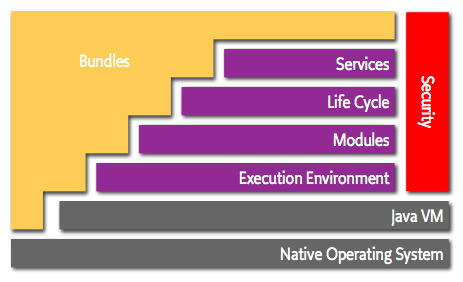 Bundles
Services
Life Cycle
Modules
Execution Environment
Java VM
Native Operating System
Security